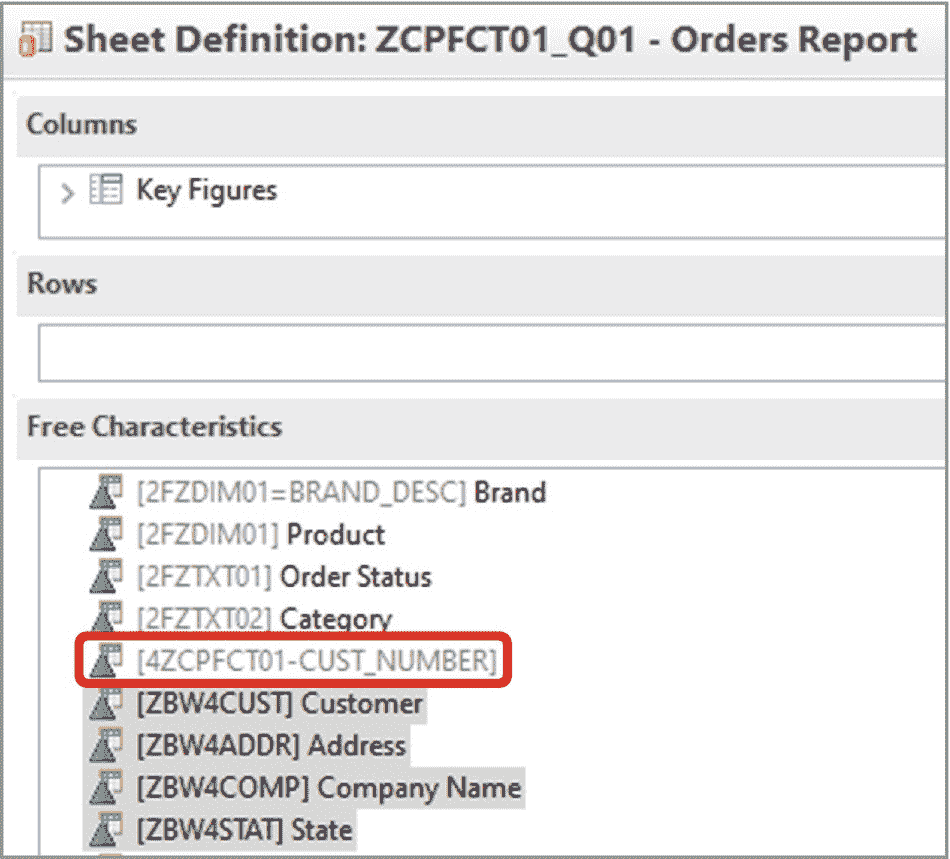 Sheet Definition: ZCPFCT01_Q01 - Orders Report
Columns
Key Figures
Rows
Free Characteristics
[2FZDIM01=BRAND_DESC] Brand
[2FZDIM01] Product
[2FZTXT01] Order Status
[2FZTXT02] Category
[4ZCPFCT01-CUST_NUMBER]
[ZBW4CUST] Customer
[ZBW4ADDR] Address
[ZBW4COMP] Company Name
[ZBW4STAT] State